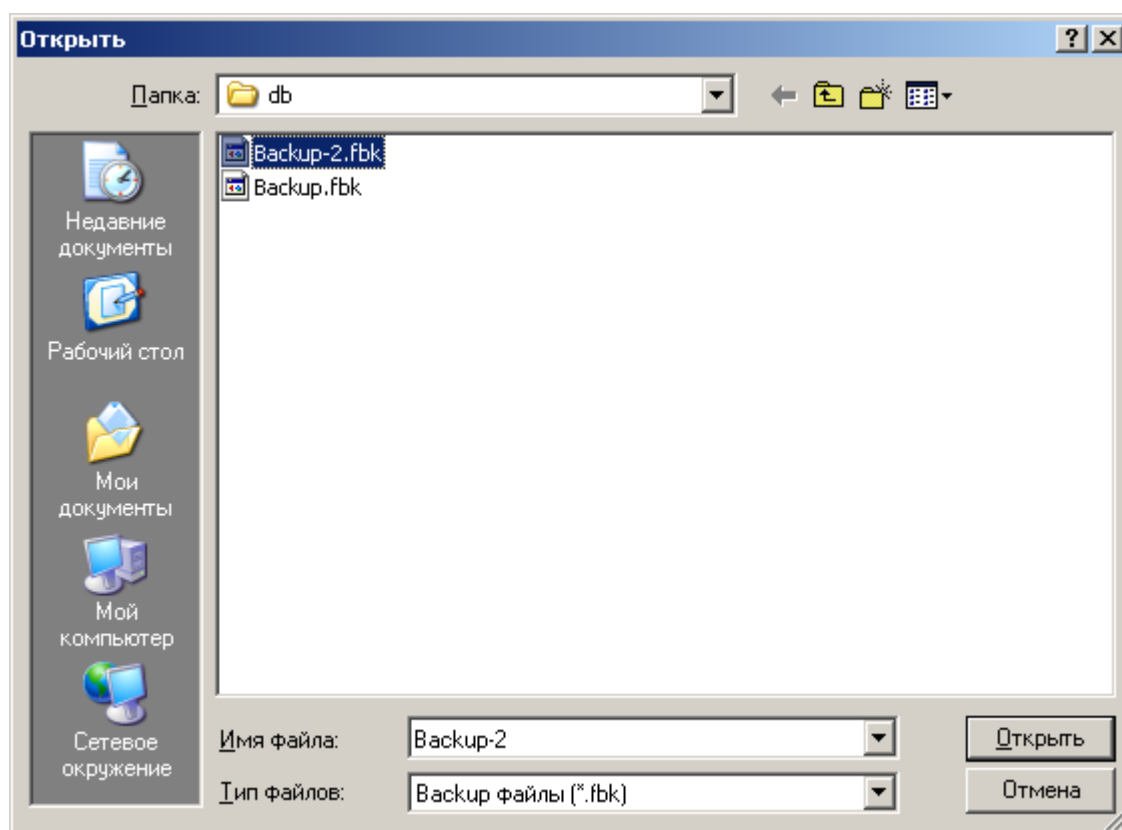 Открыть
Папка:
db
Backup-2.fbk
Backup.fbk
Недавние
документы
Рабочий стол
Мои
документы
Мой
компьютер
Сетевое
окружение
Имя файла:
Backup-2
Открыть
Тип файлов:
Backup файлы (*.fbk)
Отмена